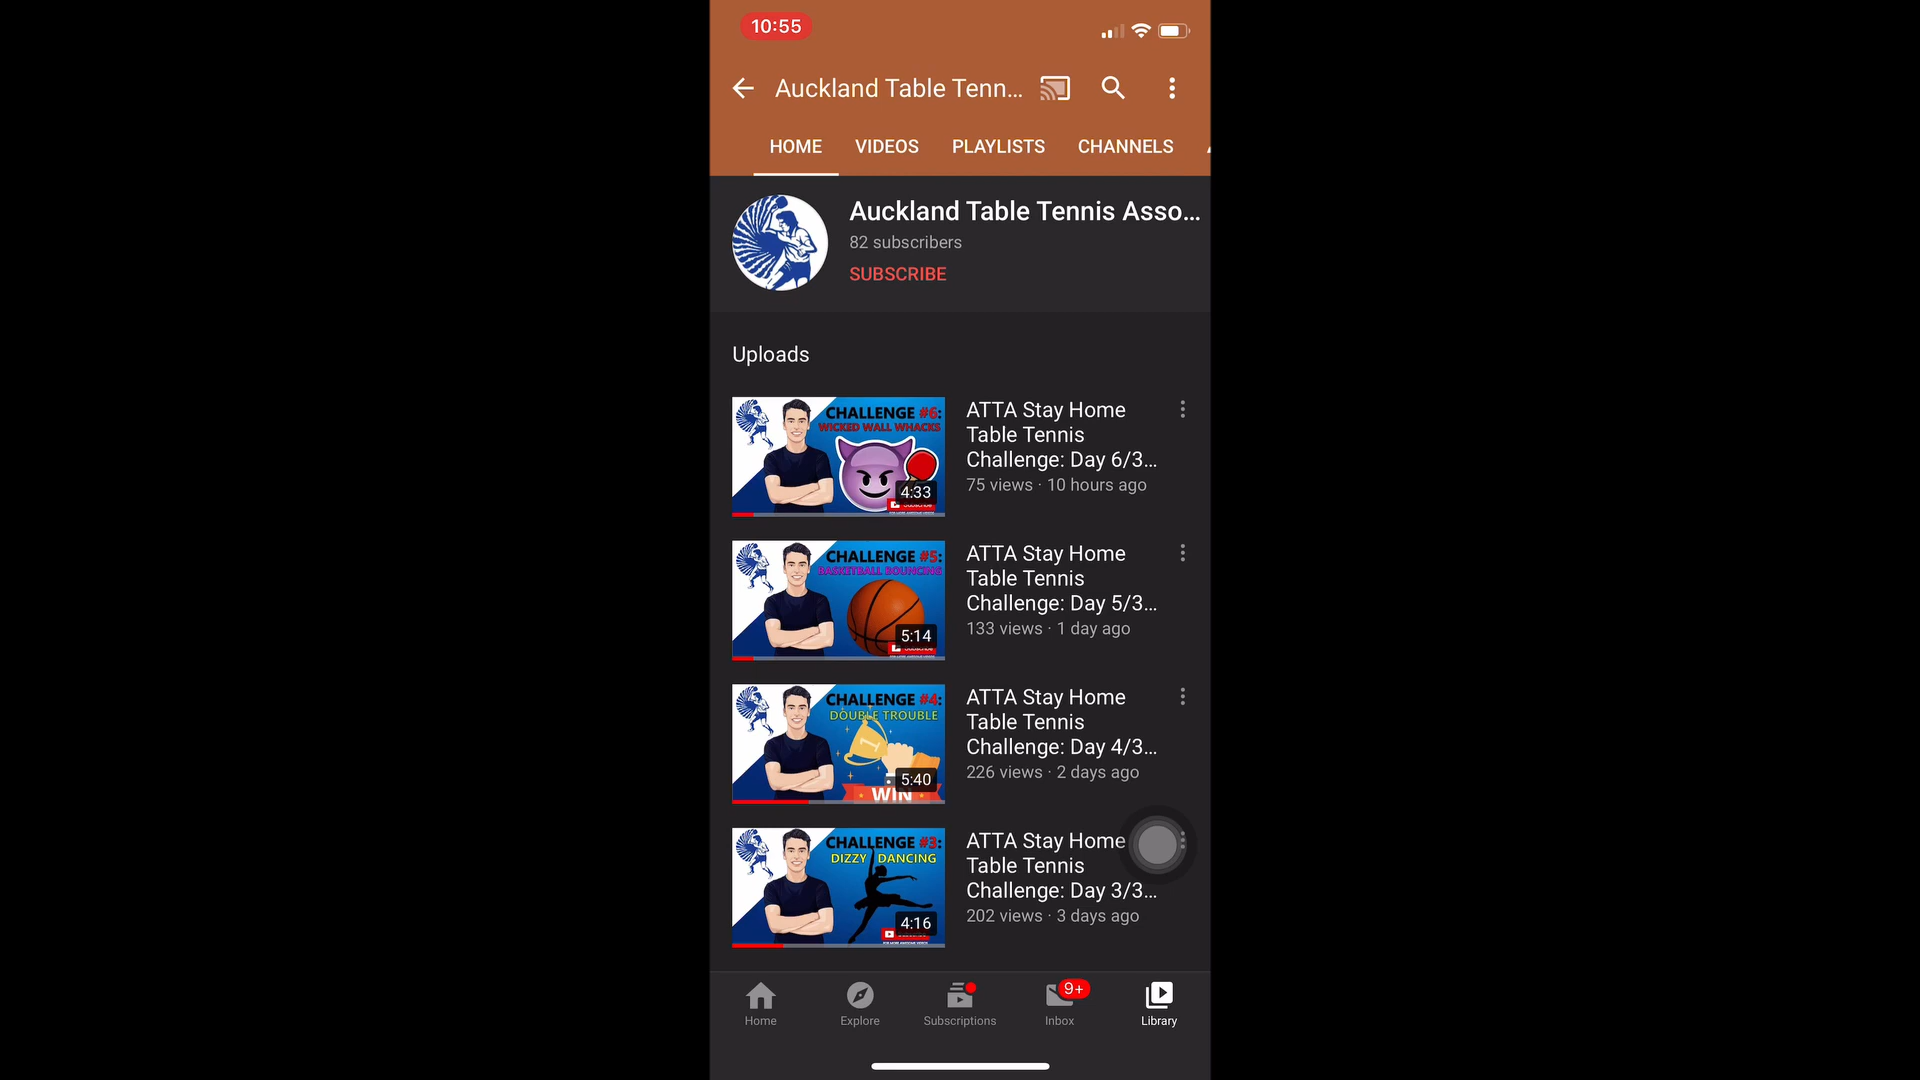 10:55
Auckland Table Tenn...
HOME VIDEOS PLAYLISTS CHANNELS
Auckland Table Tennis Asso...
82 subscribers
SUBSCRIBE
Uploads
CHALLENGE #6:
WICKED WALL WHACKS
4:33
Subscribe
ATTA Stay Home
Table Tennis
Challenge: Day 6/3...
75 views · 10 hours ago
CHALLENGE #5:
BASKETBALL BOUNCING
5:14
Subscribe
ATTA Stay Home
Table Tennis
Challenge: Day 5/3...
133 views · 1 day ago
CHALLENGE #4:
DOUBLE TROUBLE
1
5:40
WIN
ATTA Stay Home
Table Tennis
Challenge: Day 4/3...
226 views · 2 days ago
CHALLENGE #3:
DIZZY DANCING
4:16
ATTA Stay Home
Table Tennis
Challenge: Day 3/3...
202 views · 3 days ago
9+
Home Explore Subscriptions Inbox Library